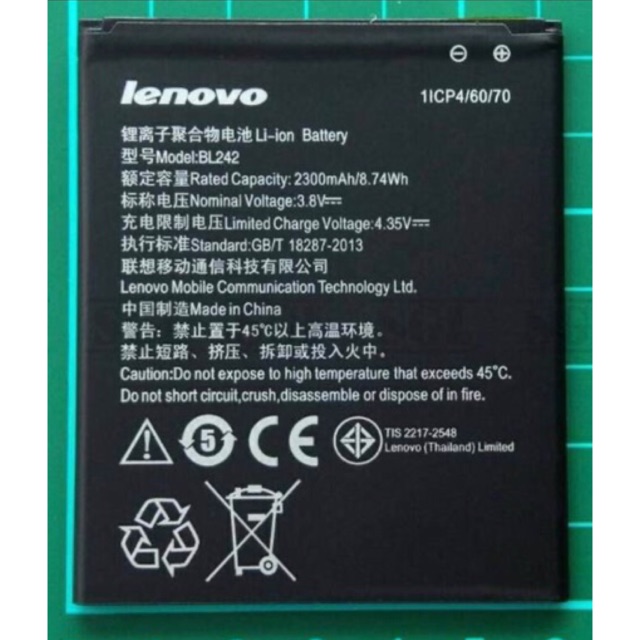 lenovo
1ICP4/60/70
锂离子聚合物电池Li-ion Battery
型号Model:BL242
额定容量Rated Capacity: 2300mAh/8.74Wh
标称电压Nominal Voltage:3.8V⎓
充电限制电压Limited Charge Voltage:4.35V⎓
执行标准Standard:GB/T 18287-2013
联想移动通信科技有限公司
Lenovo Mobile Communication Technology Ltd.
中国制造Made in China
警告：禁止置于45℃以上高温环境。
禁止短路、挤压、拆卸或投入火中。
Caution:Do not expose to high temperature that exceeds 45°C.
Do not short circuit,crush,disassemble or dispose of in fire.
5
CE
TIS 2217-2548
Lenovo (Thailand) Limited